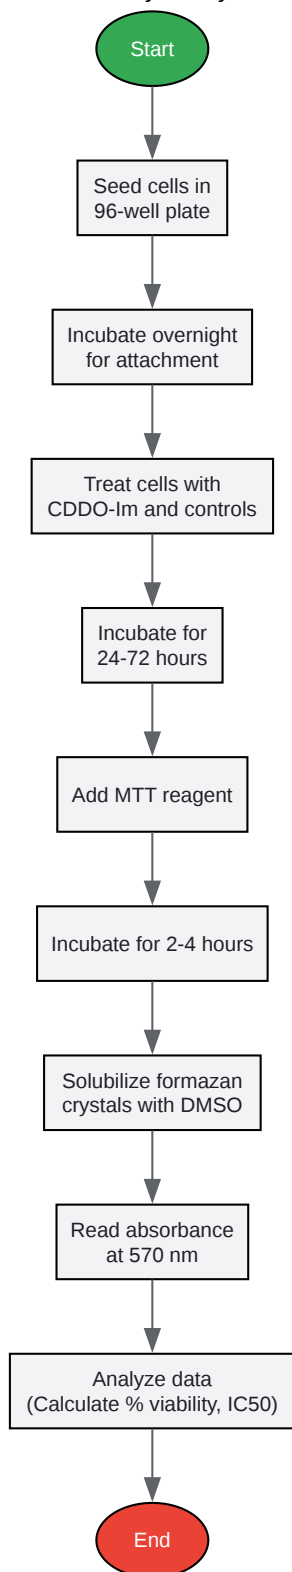 Start
Seed cells in
96-well plate
Incubate overnight
for attachment
Treat cells with
CDDO-Im and controls
Incubate for
24-72 hours
Add MTT reagent
Incubate for 2-4 hours
Solubilize formazan
crystals with DMSO
Read absorbance
at 570 nm
Analyze data
(Calculate % viability, IC50)
End